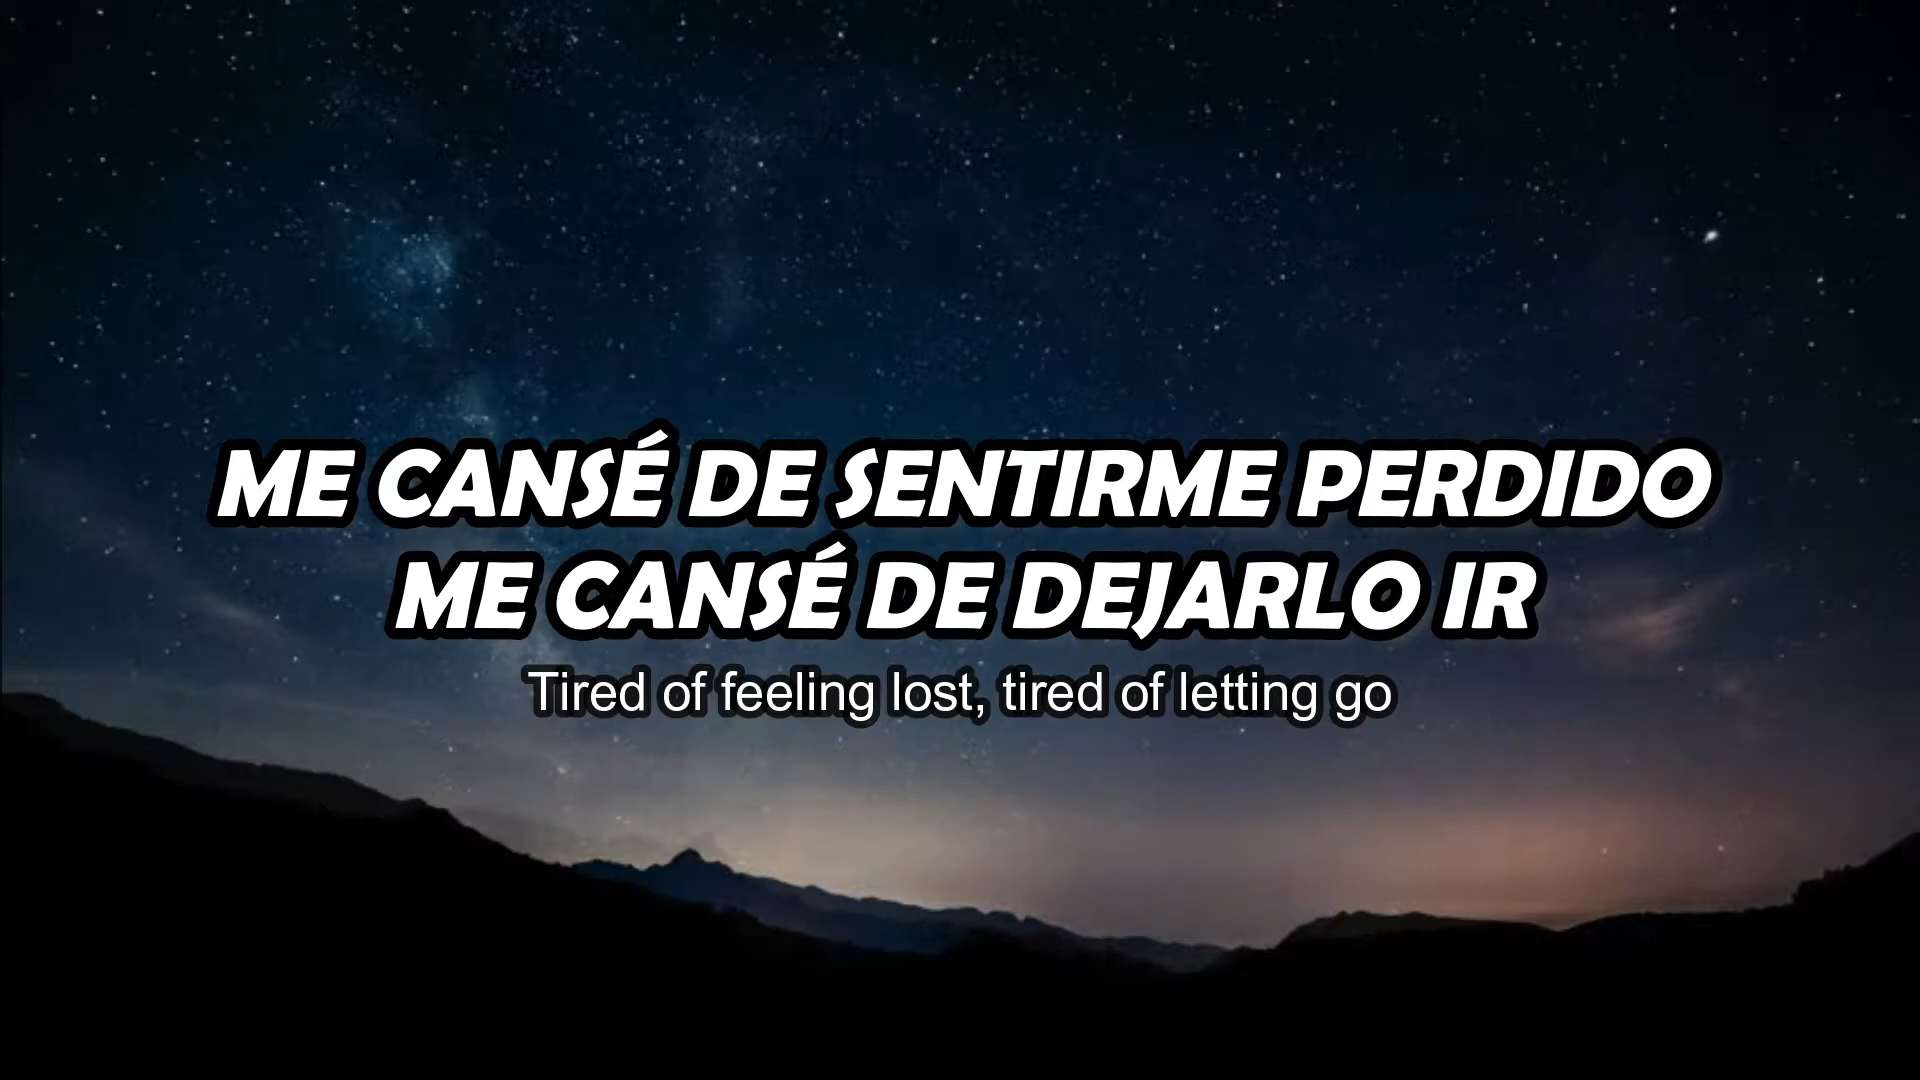 ME CANSÉ DE SENTIRME PERDIDO
ME CANSÉ DE DEJARLO IR
Tired of feeling lost, tired of letting go